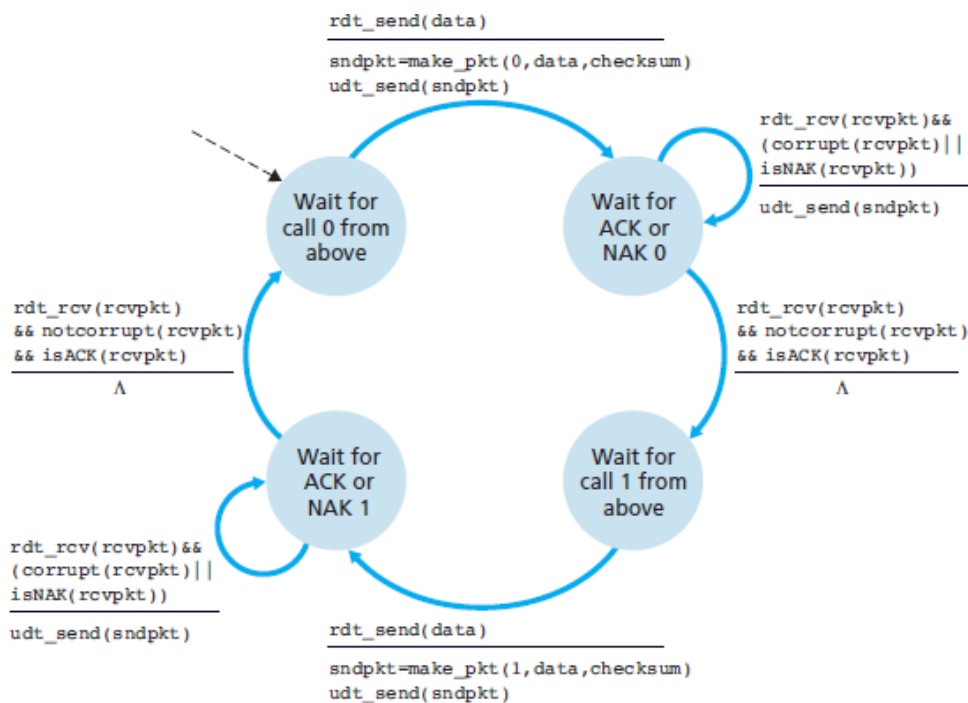 rdt_send(data)
sndpkt=make_pkt(0,data,checksum)
udt_send(sndpkt)
rdt_rcv(rcvpkt)&&
(corrupt(rcvpkt)||
isNAK(rcvpkt))
udt_send(sndpkt)
Wait for
call 0 from
above
Wait for
ACK or
NAK 0
rdt_rcv(rcvpkt)
&& notcorrupt(rcvpkt)
&& isACK(rcvpkt)
Λ
rdt_rcv(rcvpkt)
&& notcorrupt(rcvpkt)
&& isACK(rcvpkt)
Λ
Wait for
ACK or
NAK 1
Wait for
call 1 from
above
rdt_rcv(rcvpkt)&&
(corrupt(rcvpkt)||
isNAK(rcvpkt))
udt_send(sndpkt)
rdt_send(data)
sndpkt=make_pkt(1,data,checksum)
udt_send(sndpkt)